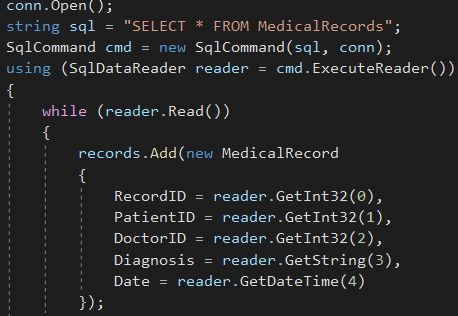 conn.Open();
string sql = "SELECT * FROM MedicalRecords";
SqlCommand cmd = new SqlCommand(sql, conn);
using (SqlDataReader reader = cmd.ExecuteReader())
{
while (reader.Read())
{
records.Add(new MedicalRecord
{
RecordID = reader.GetInt32(0),
PatientID = reader.GetInt32(1),
DoctorID = reader.GetInt32(2),
Diagnosis = reader.GetString(3),
Date = reader.GetDateTime(4)
});